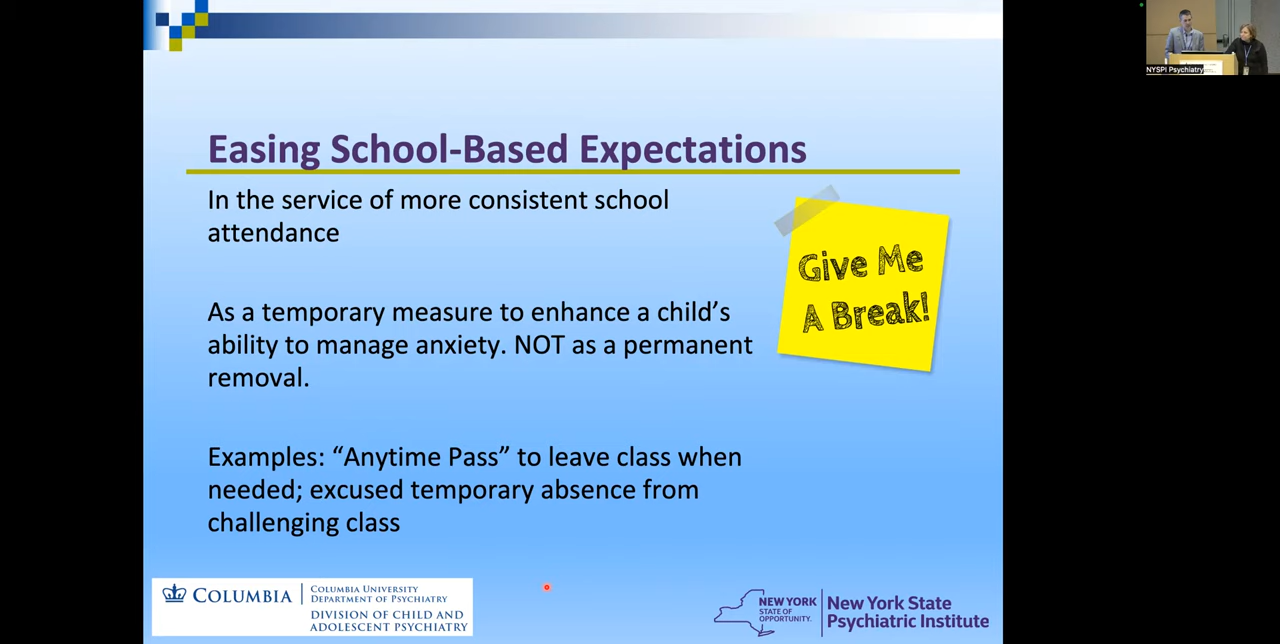 NYSPI Psychiatry
Easing School-Based Expectations
In the service of more consistent school
attendance
As a temporary measure to enhance a child’s
ability to manage anxiety. NOT as a permanent
removal.
Examples: “Anytime Pass” to leave class when
needed; excused temporary absence from
challenging class
Give Me
A Break!
COLUMBIA
COLUMBIA UNIVERSITY
DEPARTMENT OF PSYCHIATRY
DIVISION OF CHILD AND
ADOLESCENT PSYCHIATRY
NEW YORK
STATE OF
OPPORTUNITY.
New York State
Psychiatric Institute